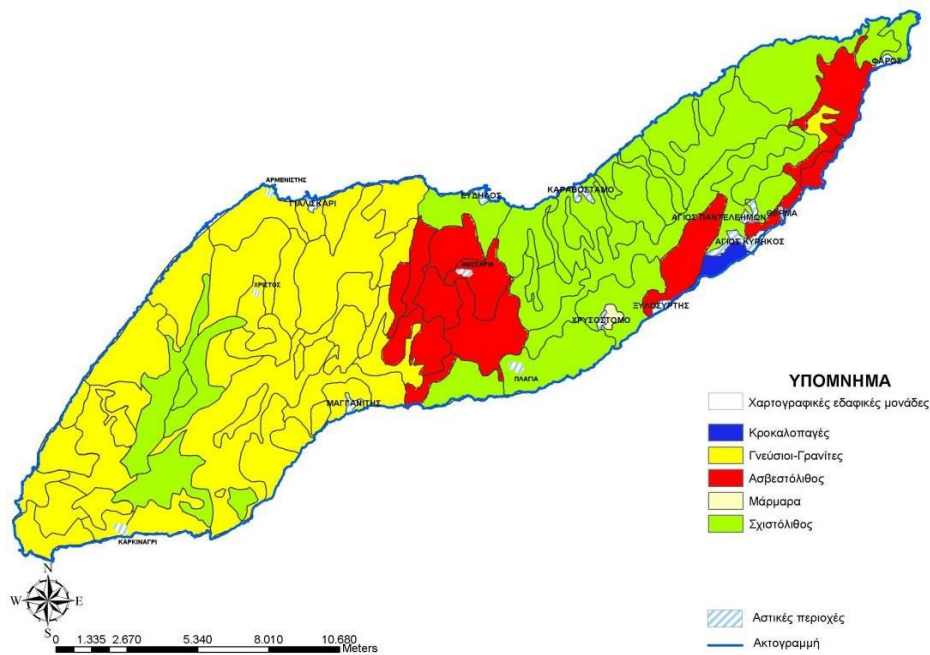 ΦΑΡΟΣ
ΑΡΜΕΝΙΣΤΗΣ
ΓΙΑΛΙΣΚΑΡΙ
ΕΥΔΗΛΟΣ
ΚΑΡΑΒΟΣΤΑΜΟ
ΑΓΙΟΣ ΠΑΝΤΕΛΕΗΜΩΝ
ΘΕΡΜΑ
ΑΓΙΟΣ ΚΥΡΗΚΟΣ
ΜΕΣΣΑΡΙΑ
ΧΡΙΣΤΟΣ
ΞΥΛΟΣΥΡΤΗΣ
ΧΡΥΣΟΣΤΟΜΟ
ΠΛΑΓΙΑ
ΜΑΓΓΑΝΙΤΗΣ
ΚΑΡΚΙΝΑΓΡΙ
ΥΠΟΜΝΗΜΑ
Χαρτογραφικές εδαφικές μονάδες
Κροκαλοπαγές
Γνεύσιοι-Γρανίτες
Ασβεστόλιθος
Μάρμαρα
Σχιστόλιθος
Αστικές περιοχές
Ακτογραμμή
N
W E
S
0 1.335 2.670 5.340 8.010 10.680
Meters